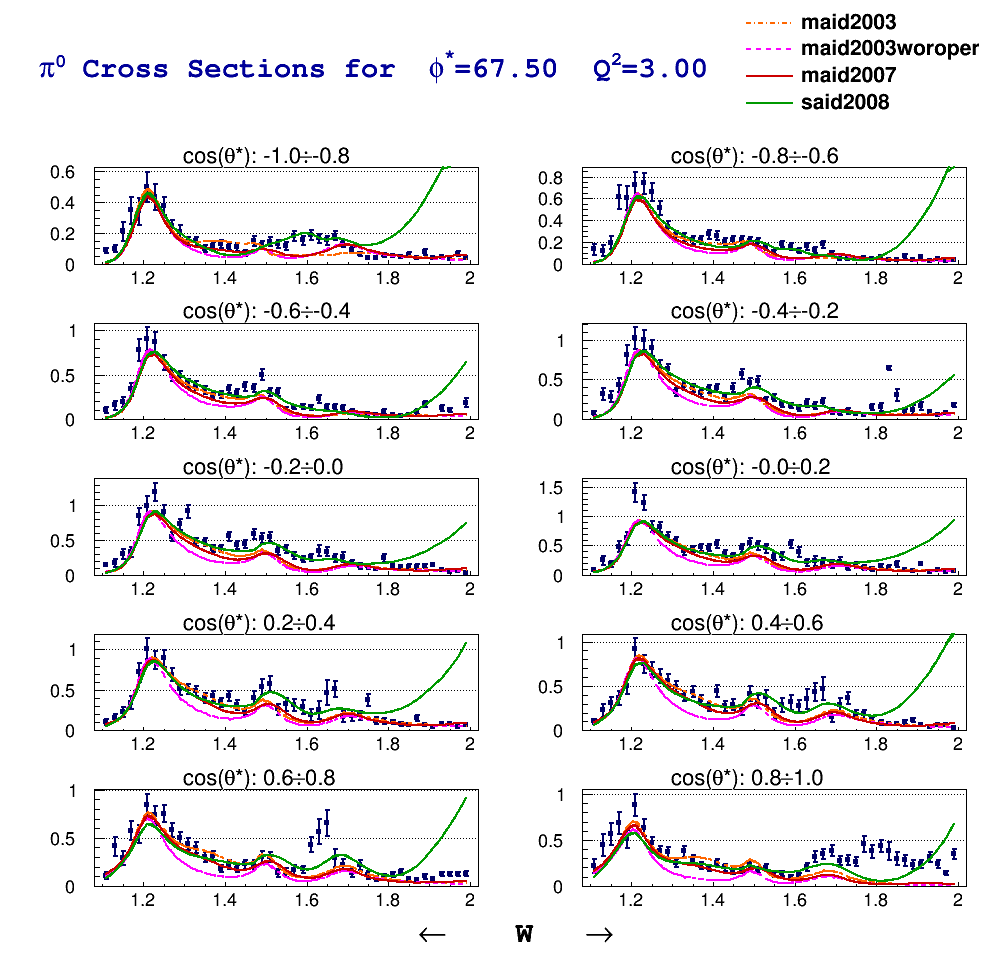 maid2003
maid2003woroper
maid2007
said2008
π⁰ Cross Sections for ϕ*=67.50 Q²=3.00
cos(θ*): -1.0÷-0.8
0.6
0.4
0.2
0
1.2 1.4 1.6 1.8 2
cos(θ*): -0.8÷-0.6
0.8
0.6
0.4
0.2
0
1.2 1.4 1.6 1.8 2
cos(θ*): -0.6÷-0.4
1
0.5
0
1.2 1.4 1.6 1.8 2
cos(θ*): -0.4÷-0.2
1
0.5
0
1.2 1.4 1.6 1.8 2
cos(θ*): -0.2÷0.0
1
0.5
0
1.2 1.4 1.6 1.8 2
cos(θ*): -0.0÷0.2
1.5
1
0.5
0
1.2 1.4 1.6 1.8 2
cos(θ*): 0.2÷0.4
1
0.5
0
1.2 1.4 1.6 1.8 2
cos(θ*): 0.4÷0.6
1
0.5
0
1.2 1.4 1.6 1.8 2
cos(θ*): 0.6÷0.8
1
0.5
0
1.2 1.4 1.6 1.8 2
cos(θ*): 0.8÷1.0
1
0.5
0
1.2 1.4 1.6 1.8 2
← W →